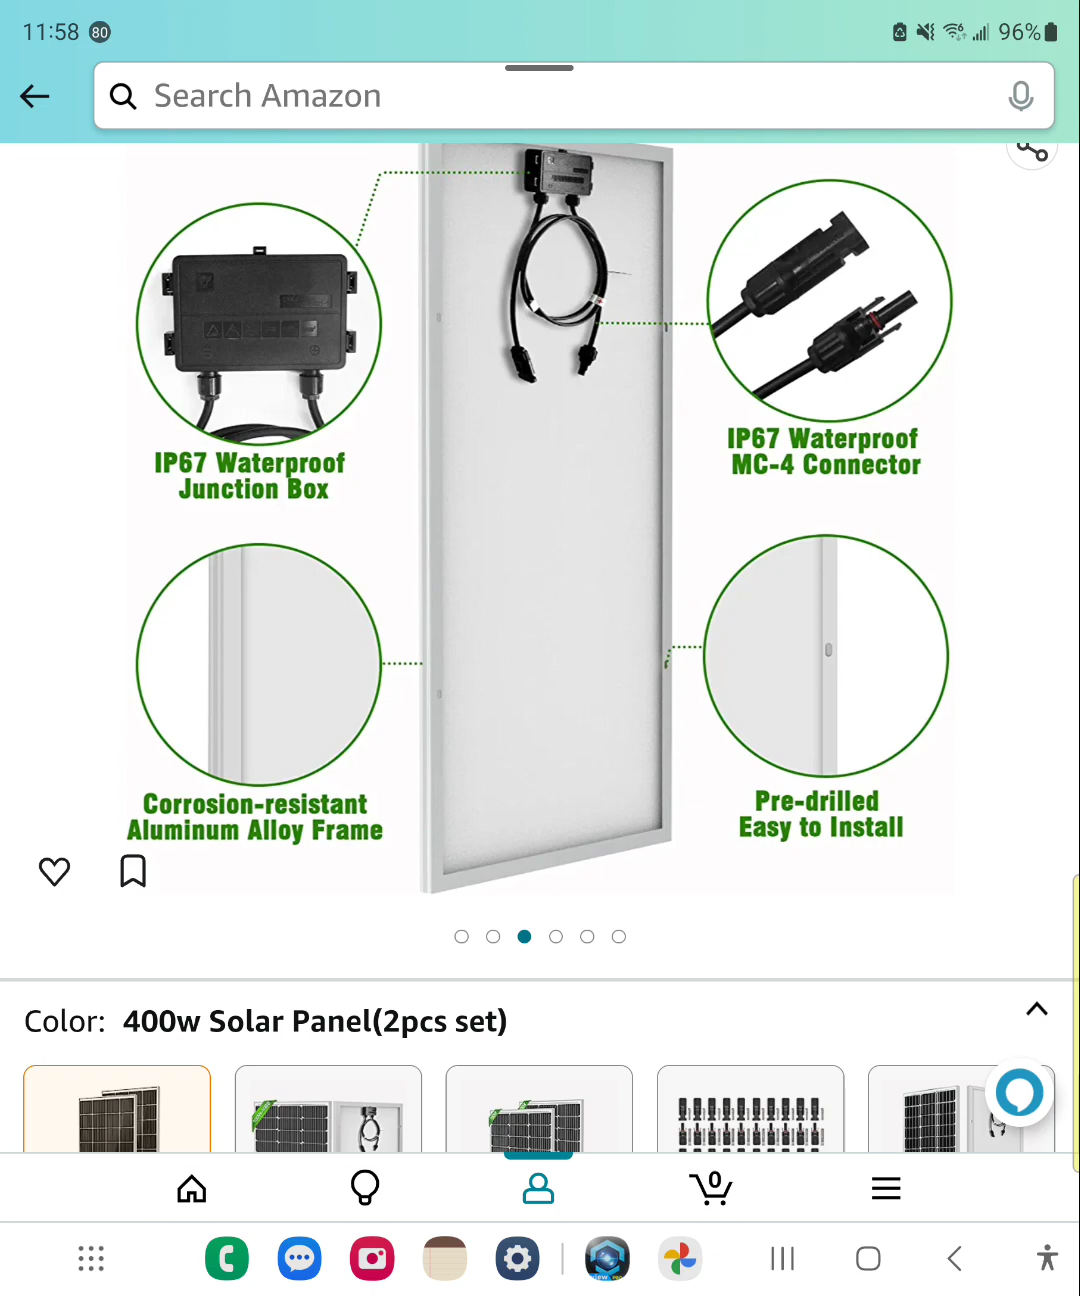 11:58
80
96%
Search Amazon
IP67 Waterproof
Junction Box
IP67 Waterproof
MC-4 Connector
Corrosion-resistant
Aluminum Alloy Frame
Pre-drilled
Easy to Install
Color: 400w Solar Panel(2pcs set)
0